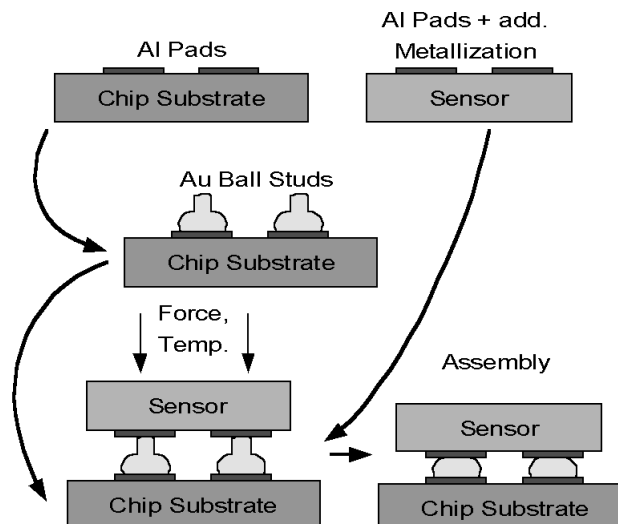 Al Pads
Chip Substrate
Al Pads + add.
Metallization
Sensor
Au Ball Studs
Chip Substrate
Force,
Temp.
Sensor
Chip Substrate
Assembly
Sensor
Chip Substrate